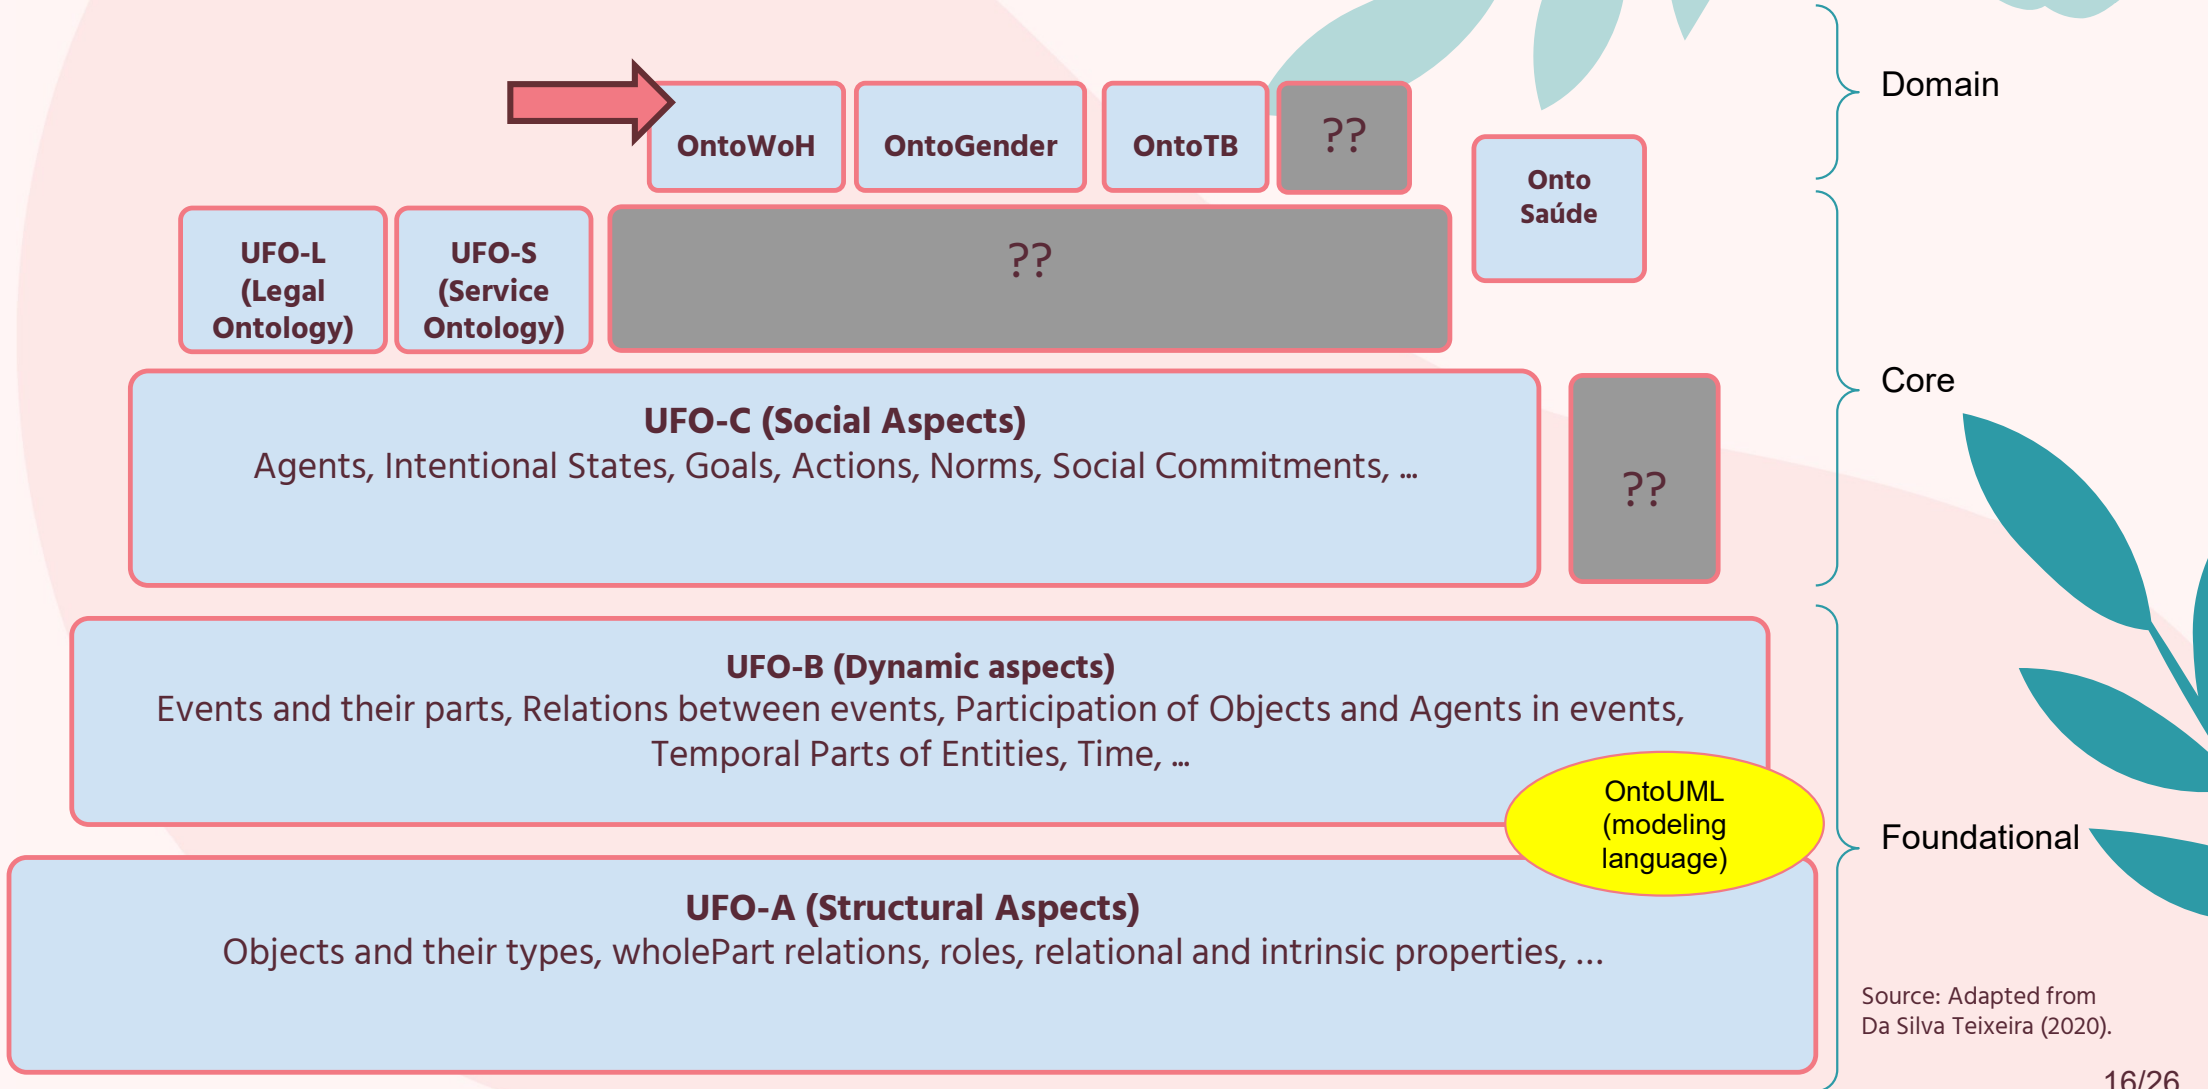 Domain
OntoWoH
OntoGender
OntoTB
??
Onto
Saúde
UFO-L
(Legal
Ontology)
UFO-S
(Service
Ontology)
??
Core
UFO-C (Social Aspects)
Agents, Intentional States, Goals, Actions, Norms, Social Commitments, ...
??
UFO-B (Dynamic aspects)
Events and their parts, Relations between events, Participation of Objects and Agents in events,
Temporal Parts of Entities, Time, ...
OntoUML
(modeling
language)
Foundational
UFO-A (Structural Aspects)
Objects and their types, wholePart relations, roles, relational and intrinsic properties, ...
Source: Adapted from
Da Silva Teixeira (2020).
16/26